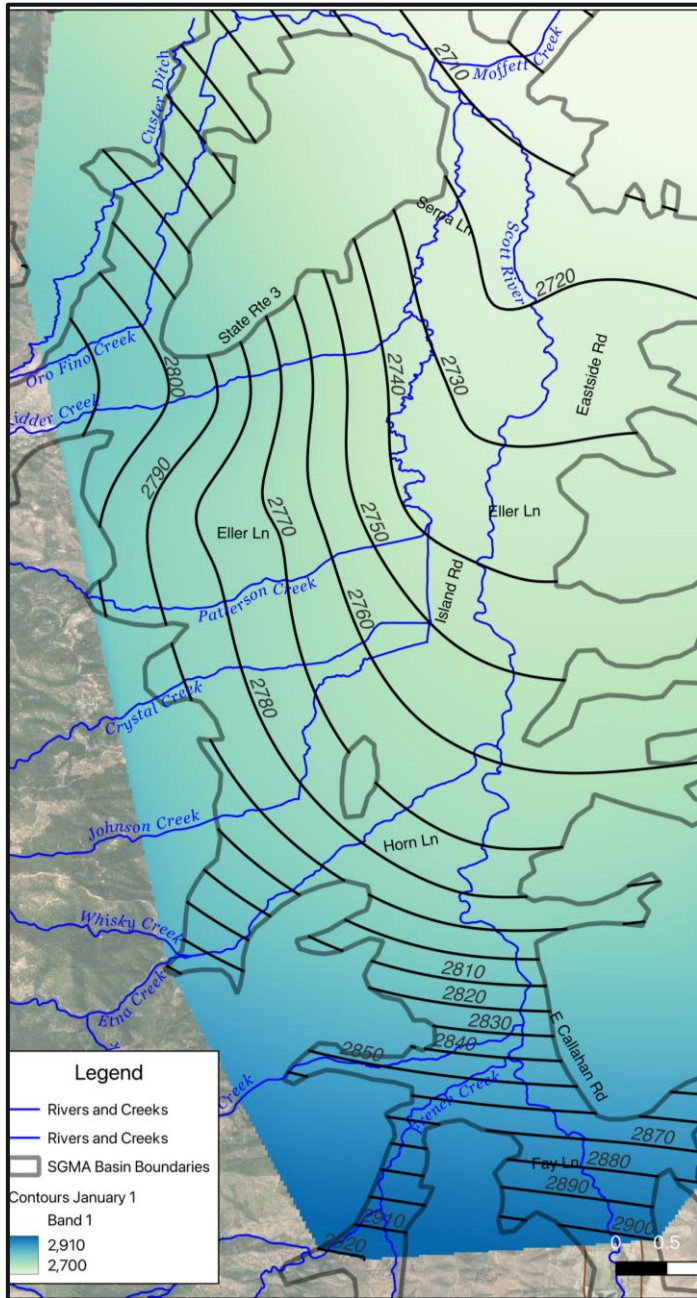 Custer Ditch
2710
Moffett Creek
Serpa Ln
Scott River
2720
State Rte 3
Oro Fino Creek
2800
2740
2730
Eastside Rd
idder Creek
2790
Eller Ln
2770
2750
Eller Ln
Patterson Creek
Island Rd
2760
Crystal Creek
2780
Johnson Creek
Horn Ln
Whisky Creek
2810
2820
Etna Creek
2830
2840
2850
E Callahan Rd
Creek
French Creek
2870
Fay Ln
2880
2890
2910
2900
2920
0 0.5
Legend
Rivers and Creeks
Rivers and Creeks
SGMA Basin Boundaries
Contours January 1
Band 1
2,910
2,700